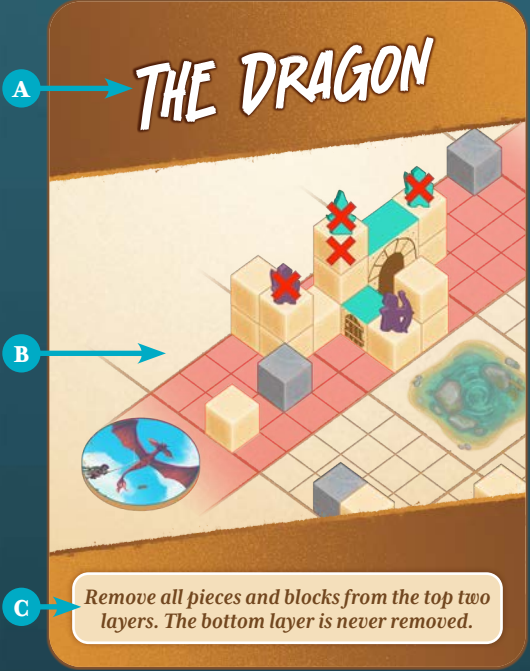 A
THE DRAGON
B
C
Remove all pieces and blocks from the top two
layers. The bottom layer is never removed.